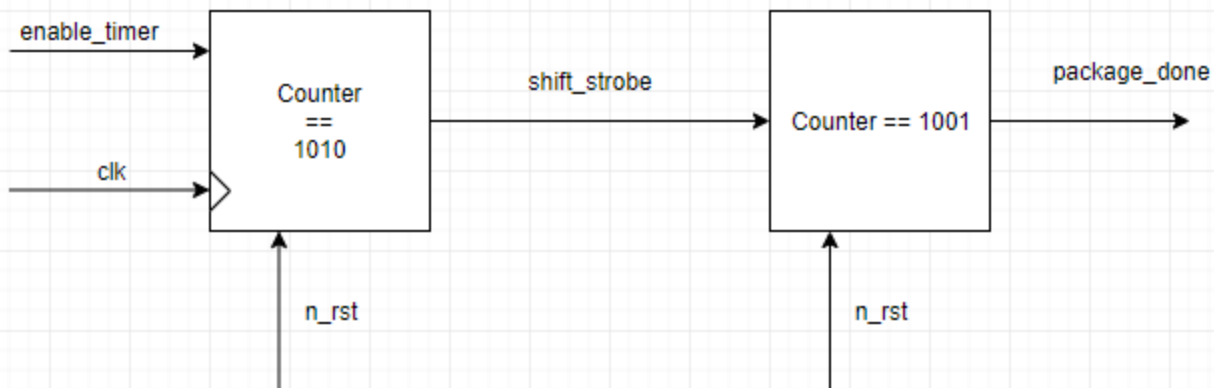 enable_timer
clk
Counter
==
1010
n_rst
shift_strobe
Counter == 1001
n_rst
package_done